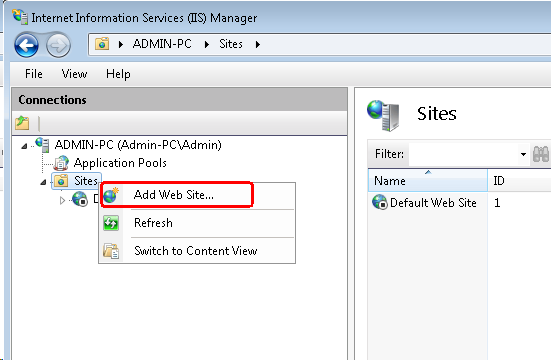 Internet Information Services (IIS) Manager
ADMIN-PC Sites
File View Help
Connections
ADMIN-PC (Admin-PC\Admin)
Application Pools
Sites
Add Web Site...
Refresh
Switch to Content View
Sites
Filter:
Name ID
Default Web Site 1